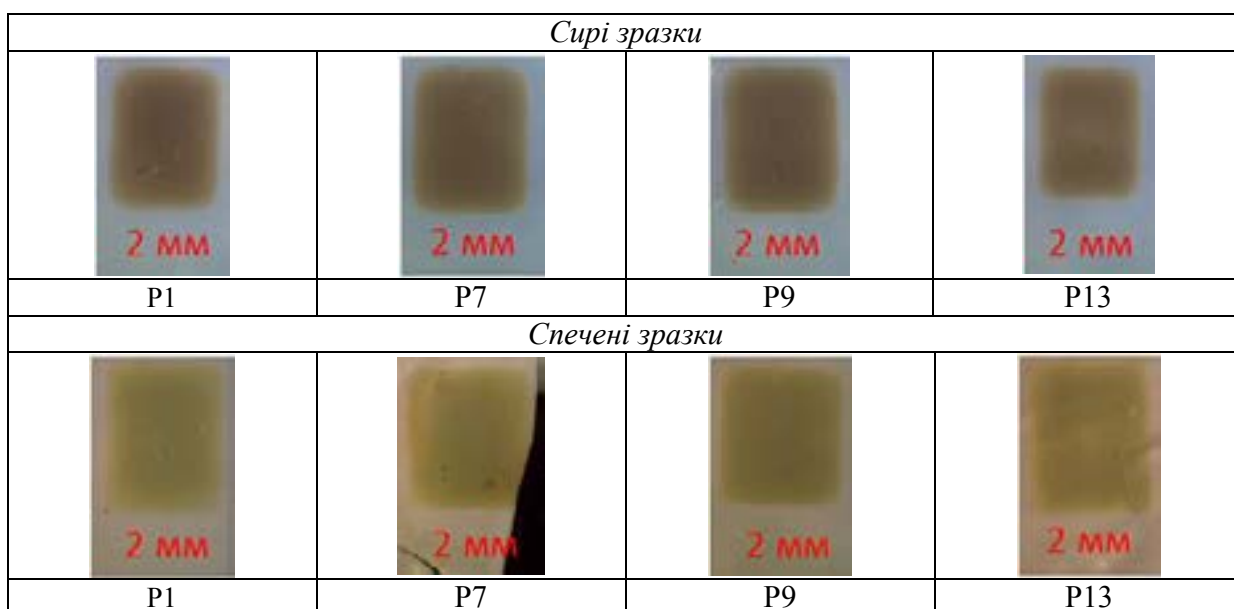 Сирі зразки
2 мм 2 мм 2 мм 2 мм
P1 P7 P9 P13
Спечені зразки
2 мм 2 мм 2 мм 2 мм
P1 P7 P9 P13